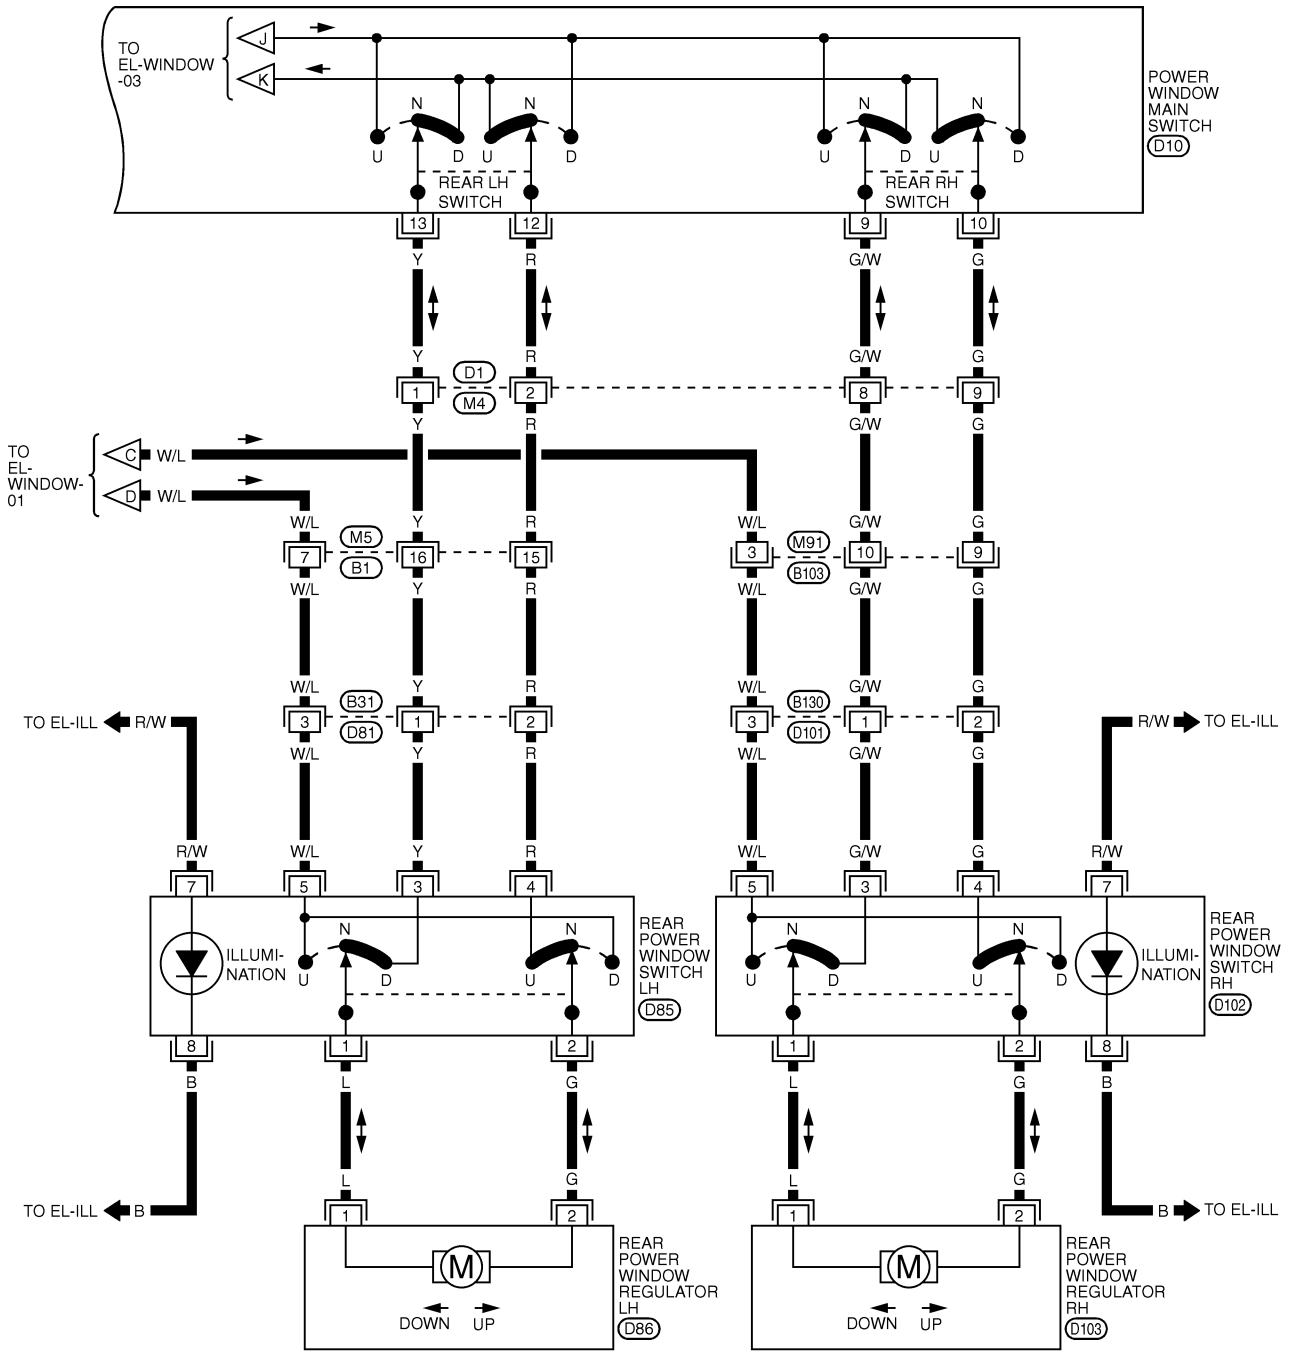 TO
EL-WINDOW
-03
J
K
N N N N
U D U D U D U D
REAR LH
SWITCH
REAR RH
SWITCH
POWER
WINDOW
MAIN
SWITCH
D10
13 12 9 10
Y R G/W G
Y R G/W G
1 D1 2 8 9
M4
Y R G/W G
TO
EL-
WINDOW-
01
C W/L
D W/L
W/L Y R W/L G/W G
7 M5 16 15 3 M91 10 9
B1 B103
W/L Y R W/L G/W G
W/L Y R W/L G/W G
TO EL-ILL R/W 3 B31 1 2 3 B130 1 2 R/W TO EL-ILL
D81 D101
W/L Y R W/L G/W G
R/W W/L Y R W/L G/W G R/W
7 5 3 4 5 3 4 7
N N N N
ILLUMI-
NATION
U D U D U D U D
ILLUMI-
NATION
REAR
POWER
WINDOW
SWITCH
LH
D85
REAR
POWER
WINDOW
SWITCH
RH
D102
8 1 2 1 2 8
B L G L G B
L G L G
TO EL-ILL B B TO EL-ILL
1 2 1 2
M M
DOWN UP DOWN UP
REAR
POWER
WINDOW
REGULATOR
LH
D86
REAR
POWER
WINDOW
REGULATOR
RH
D103